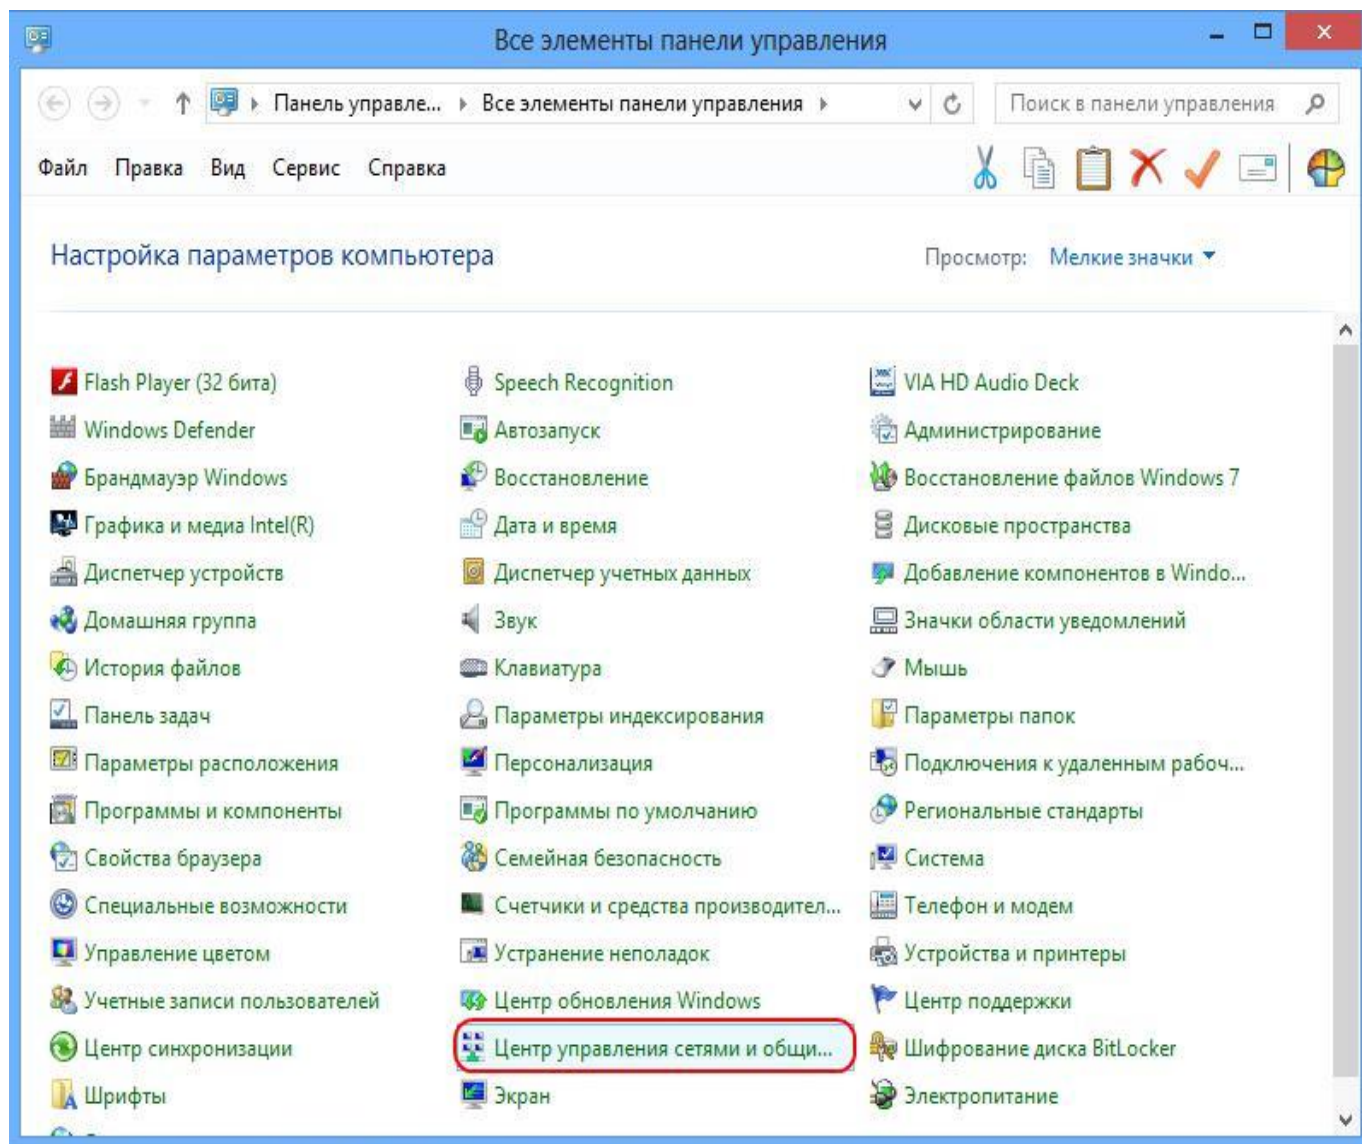 Все элементы панели управления
Панель управле... Все элементы панели управления Поиск в панели управления
Файл Правка Вид Сервис Справка
Настройка параметров компьютера Просмотр: Мелкие значки
Flash Player (32 бита) Speech Recognition VIA HD Audio Deck
Windows Defender Автозапуск Администрирование
Брандмауэр Windows Восстановление Восстановление файлов Windows 7
Графика и медиа Intel(R) Дата и время Дисковые пространства
Диспетчер устройств Диспетчер учетных данных Добавление компонентов в Windo...
Домашняя группа Звук Значки области уведомлений
История файлов Клавиатура Мышь
Панель задач Параметры индексирования Параметры папок
Параметры расположения Персонализация Подключения к удаленным рабоч...
Программы и компоненты Программы по умолчанию Региональные стандарты
Свойства браузера Семейная безопасность Система
Специальные возможности Счетчики и средства производител... Телефон и модем
Управление цветом Устранение неполадок Устройства и принтеры
Учетные записи пользователей Центр обновления Windows Центр поддержки
Центр синхронизации Центр управления сетями и общи... Шифрование диска BitLocker
Шрифты Экран Электропитание